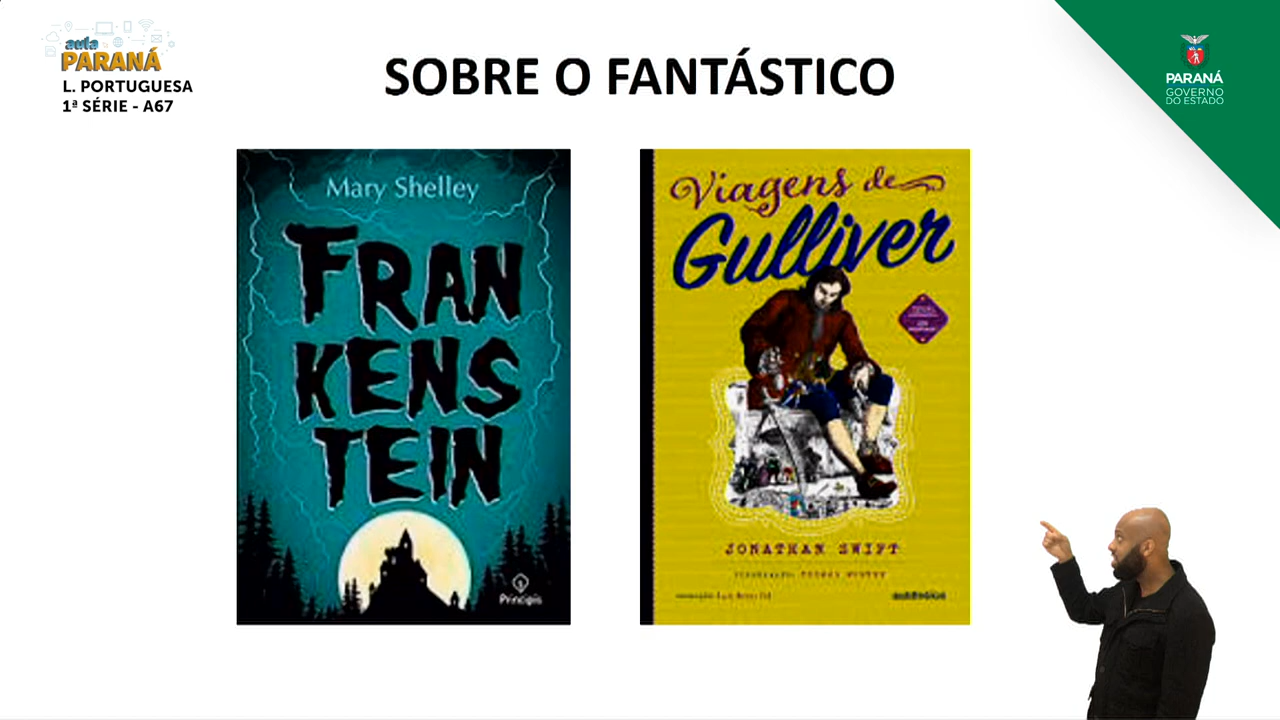 aula
PARANÁ
L. PORTUGUESA
1ª SÉRIE - A67
SOBRE O FANTÁSTICO
PARANÁ
GOVERNO
DO ESTADO
Mary Shelley
FRAN
KENS
TEIN
Principis
Viagens de
Gulliver
JONATHAN SWIFT